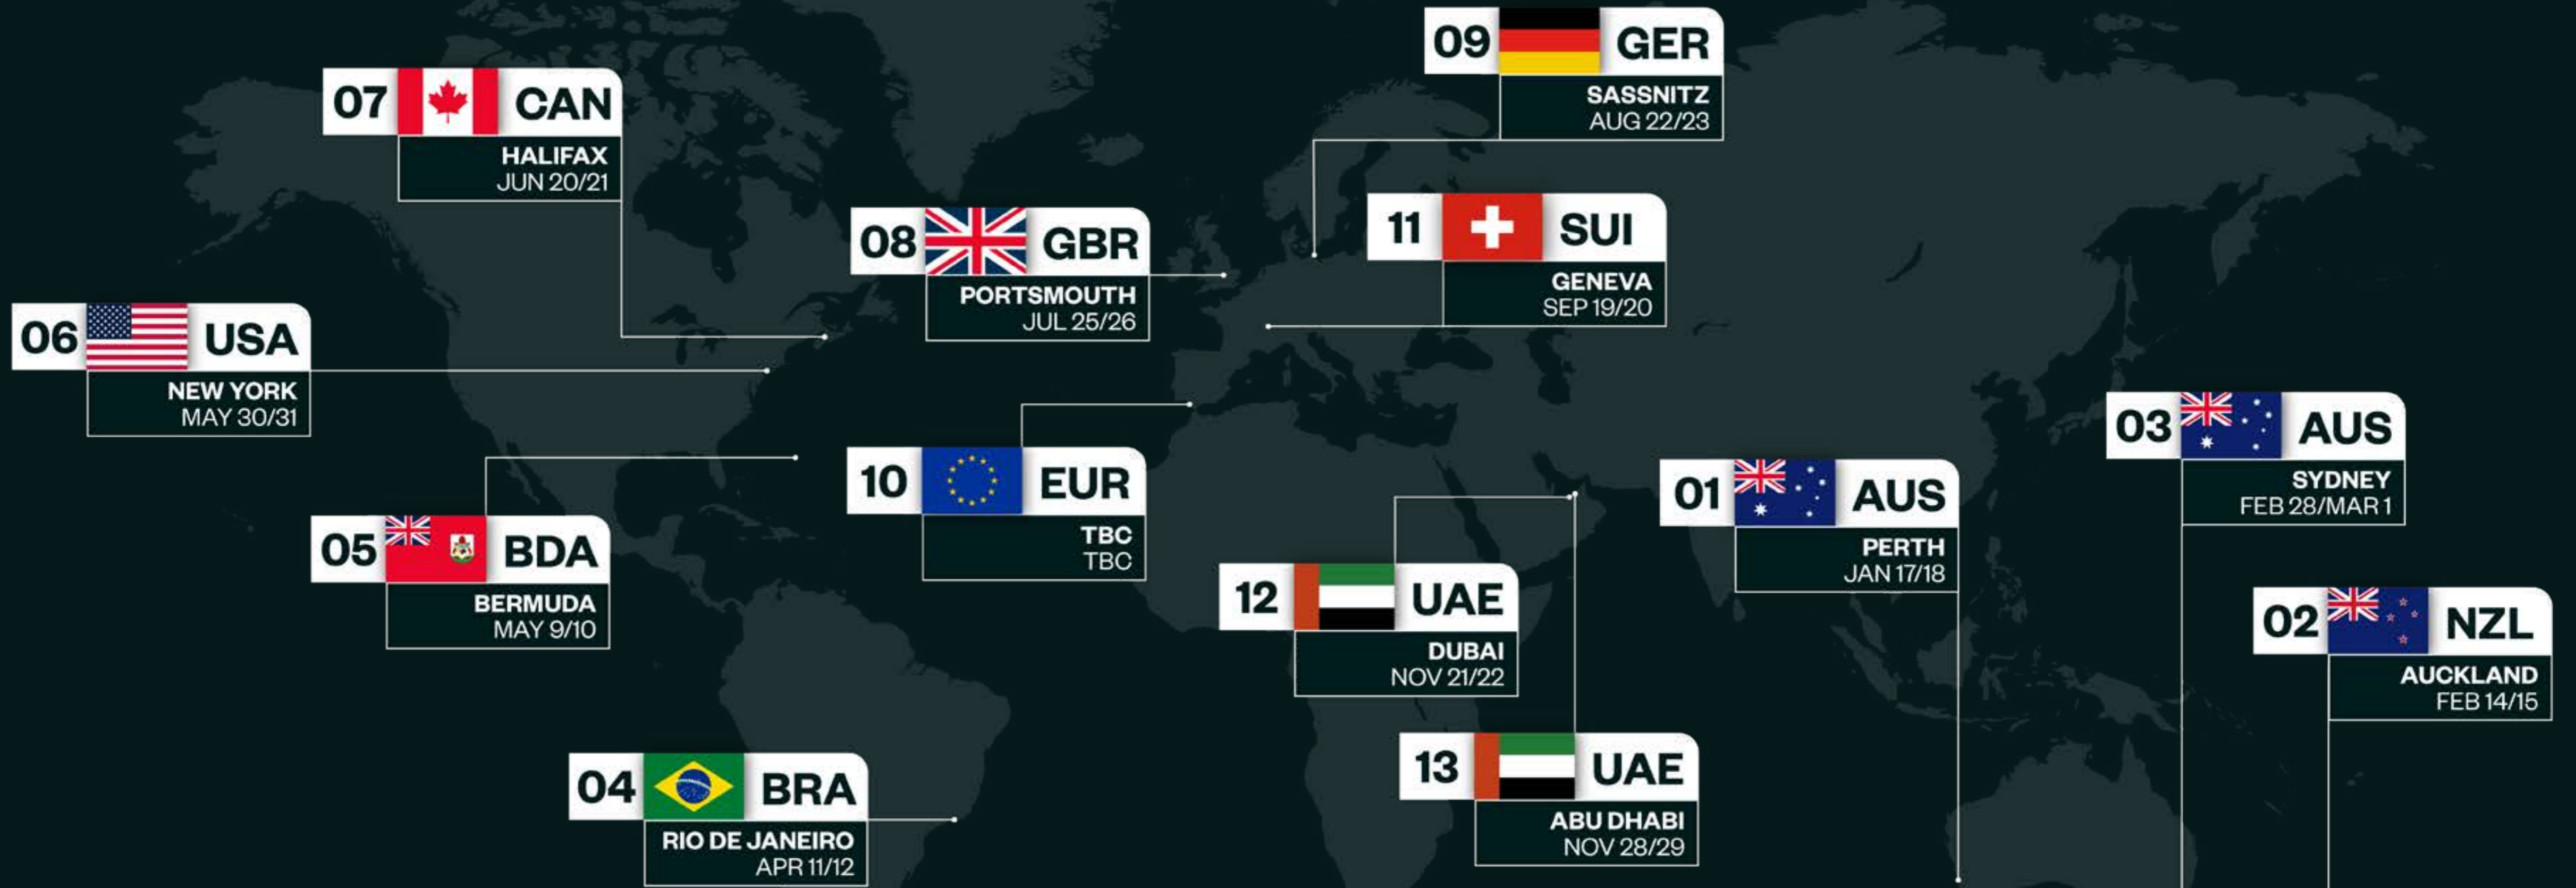 09
GER
SASSNITZ
AUG 22/23
07
CAN
HALIFAX
JUN 20/21
08
GBR
PORTSMOUTH
JUL 25/26
11
SUI
GENEVA
SEP 19/20
06
USA
NEW YORK
MAY 30/31
03
AUS
SYDNEY
FEB 28/MAR 1
10
EUR
TBC
TBC
01
AUS
PERTH
JAN 17/18
05
BDA
BERMUDA
MAY 9/10
12
UAE
DUBAI
NOV 21/22
02
NZL
AUCKLAND
FEB 14/15
13
UAE
ABU DHABI
NOV 28/29
04
BRA
RIO DE JANEIRO
APR 11/12